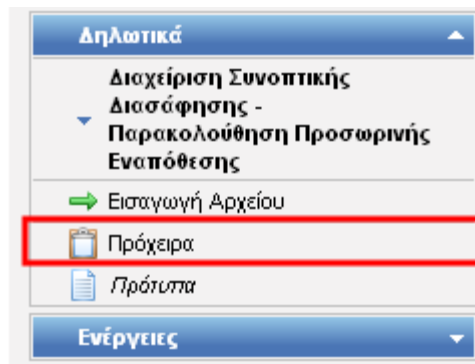 Δηλωτικά
Διαχείριση Συνοπτικής
Διασάφησης -
Παρακολούθηση Προσωρινής
Εναπόθεσης
Εισαγωγή Αρχείου
Πρόχειρα
Πρότυπα
Ενέργειες